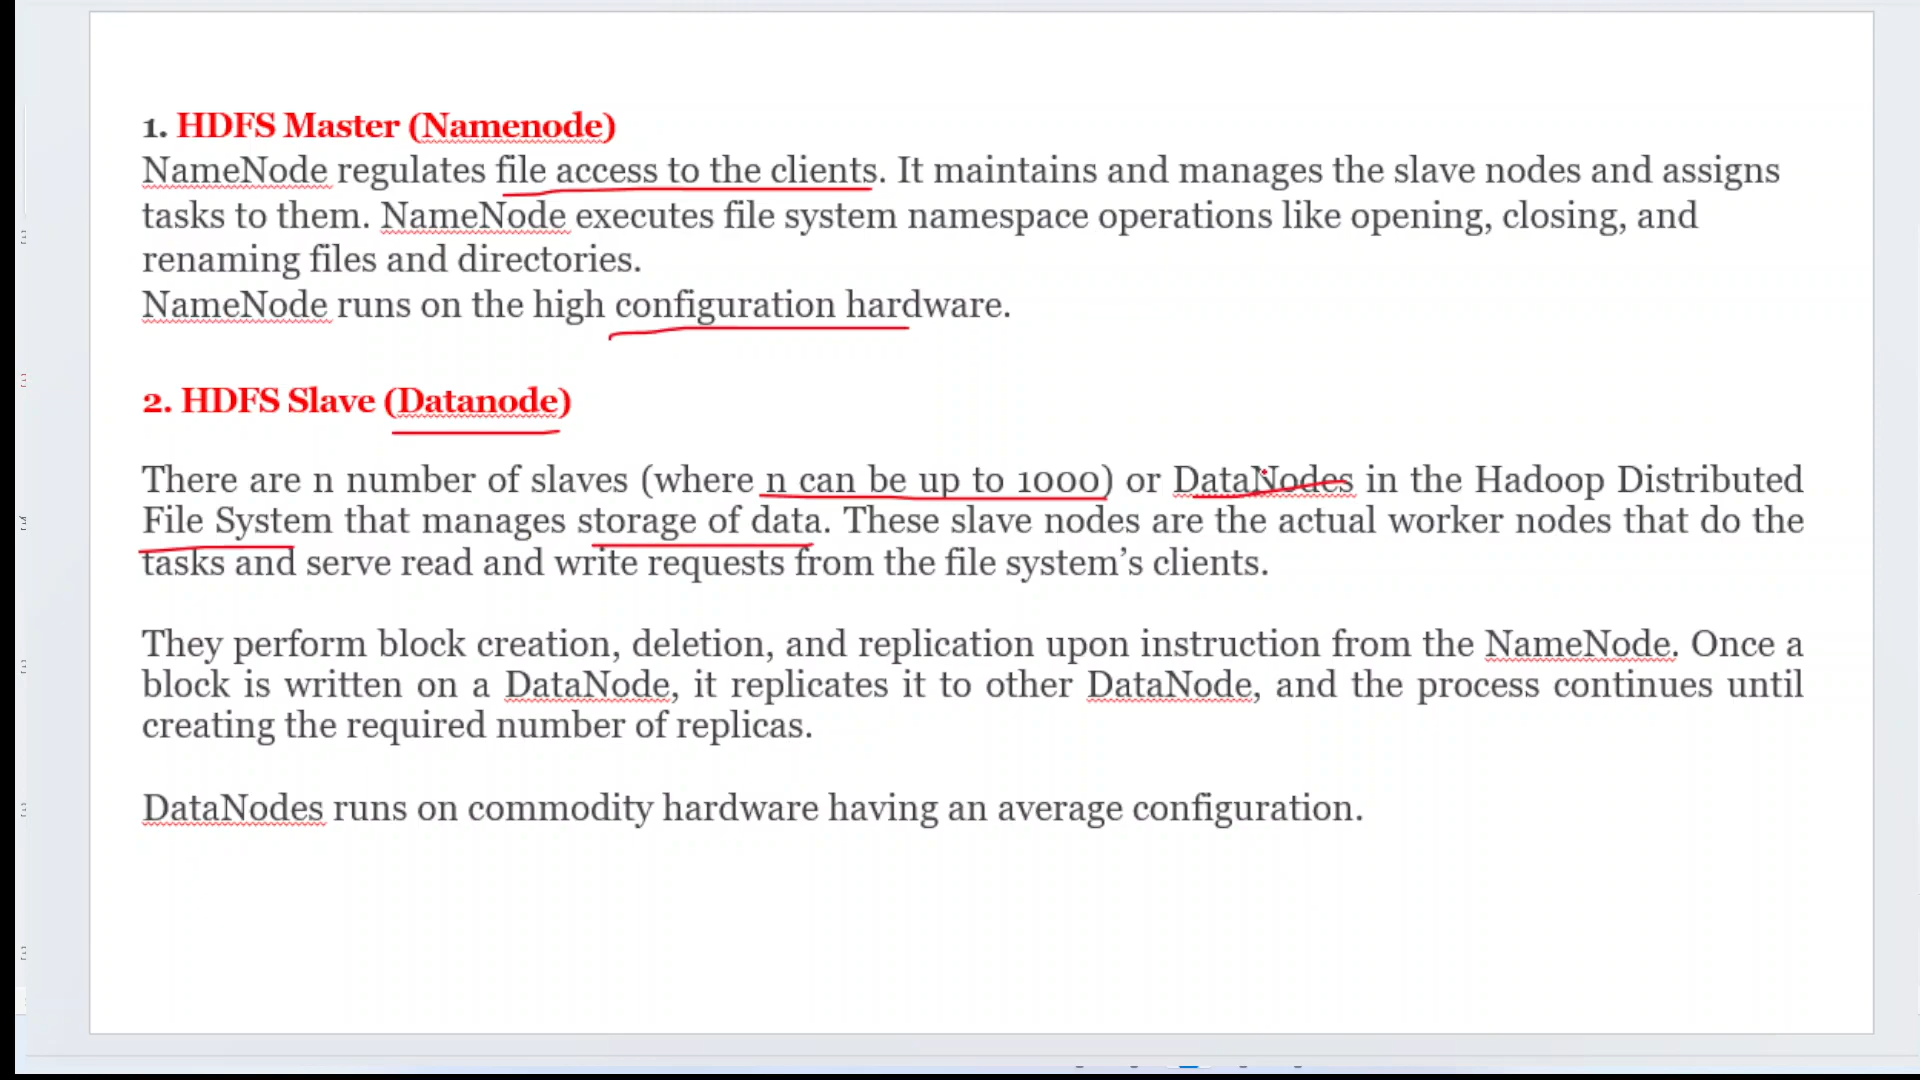 1. HDFS Master (Namenode)
NameNode regulates file access to the clients. It maintains and manages the slave nodes and assigns
tasks to them. NameNode executes file system namespace operations like opening, closing, and
renaming files and directories.
NameNode runs on the high configuration hardware.
2. HDFS Slave (Datanode)
There are n number of slaves (where n can be up to 1000) or DataNodes in the Hadoop Distributed
File System that manages storage of data. These slave nodes are the actual worker nodes that do the
tasks and serve read and write requests from the file system’s clients.
They perform block creation, deletion, and replication upon instruction from the NameNode. Once a
block is written on a DataNode, it replicates it to other DataNode, and the process continues until
creating the required number of replicas.
DataNodes runs on commodity hardware having an average configuration.